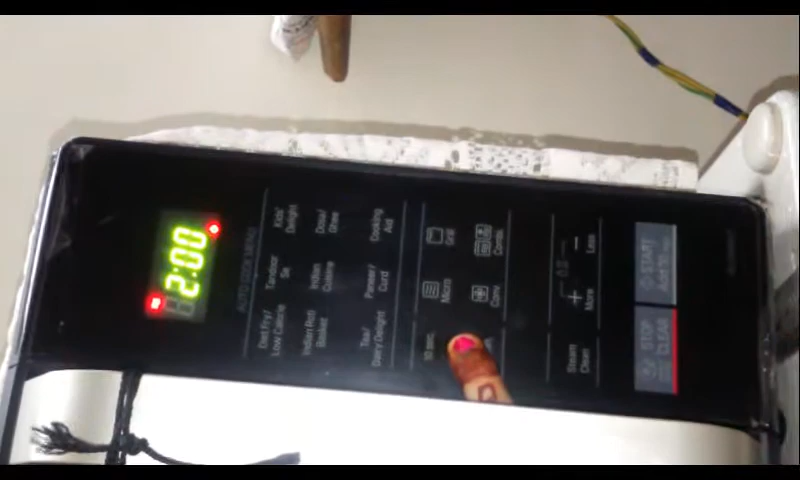 2:00
AUTO COOK MENU
Diet Fry/
Low Calorie
Tandoor
Se
Kids'
Delight
Indian Roti
Basket
Indian
Cuisine
Dosa/
Ghee
Tea/
Dairy Delight
Paneer/
Curd
Cooking
Aid
10 sec.
Micro
Grill
Conv.
Combi.
Steam
Clean
More
Less
STOP
CLEAR
START